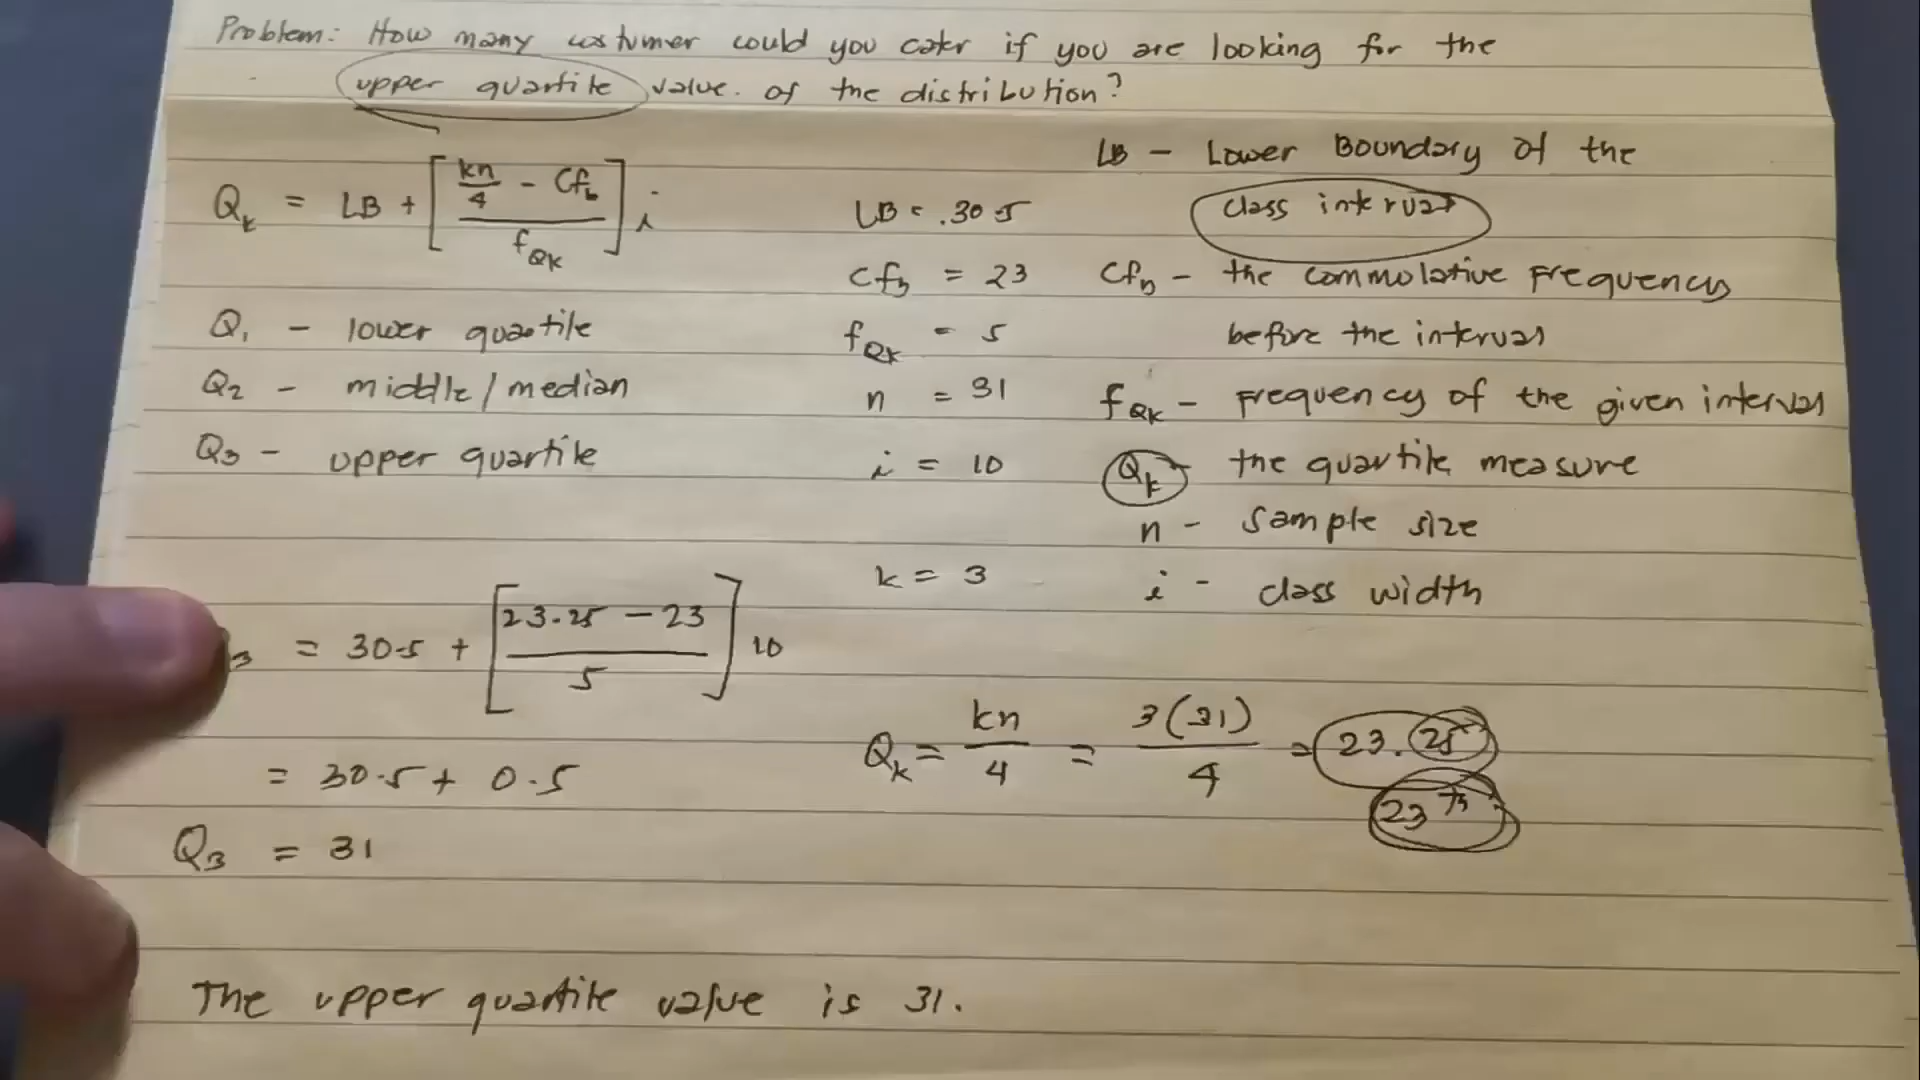 Problem: How many costumer could you cater if you are looking for the
upper quartile value of the distribution?
Qk = LB + [ (kn/4 - Cfb) / fQk ] i
Q1 - lower quartile
Q2 - middle / median
Q3 - upper quartile
LB = .30.5
Cfb = 23
fQk = 5
n = 31
i = 10
k = 3
LB - Lower Boundary of the
class interval
Cfb - the commolative Frequency
before the interval
fQk - Frequency of the given interval
Qk - the quartile measure
n - sample size
i - class width
3 = 30.5 + [ (23.25 - 23) / 5 ] 10
= 30.5 + 0.5
Q3 = 31
Qk = kn/4 = 3(31)/4 = 23.25
23th
The upper quartile value is 31.